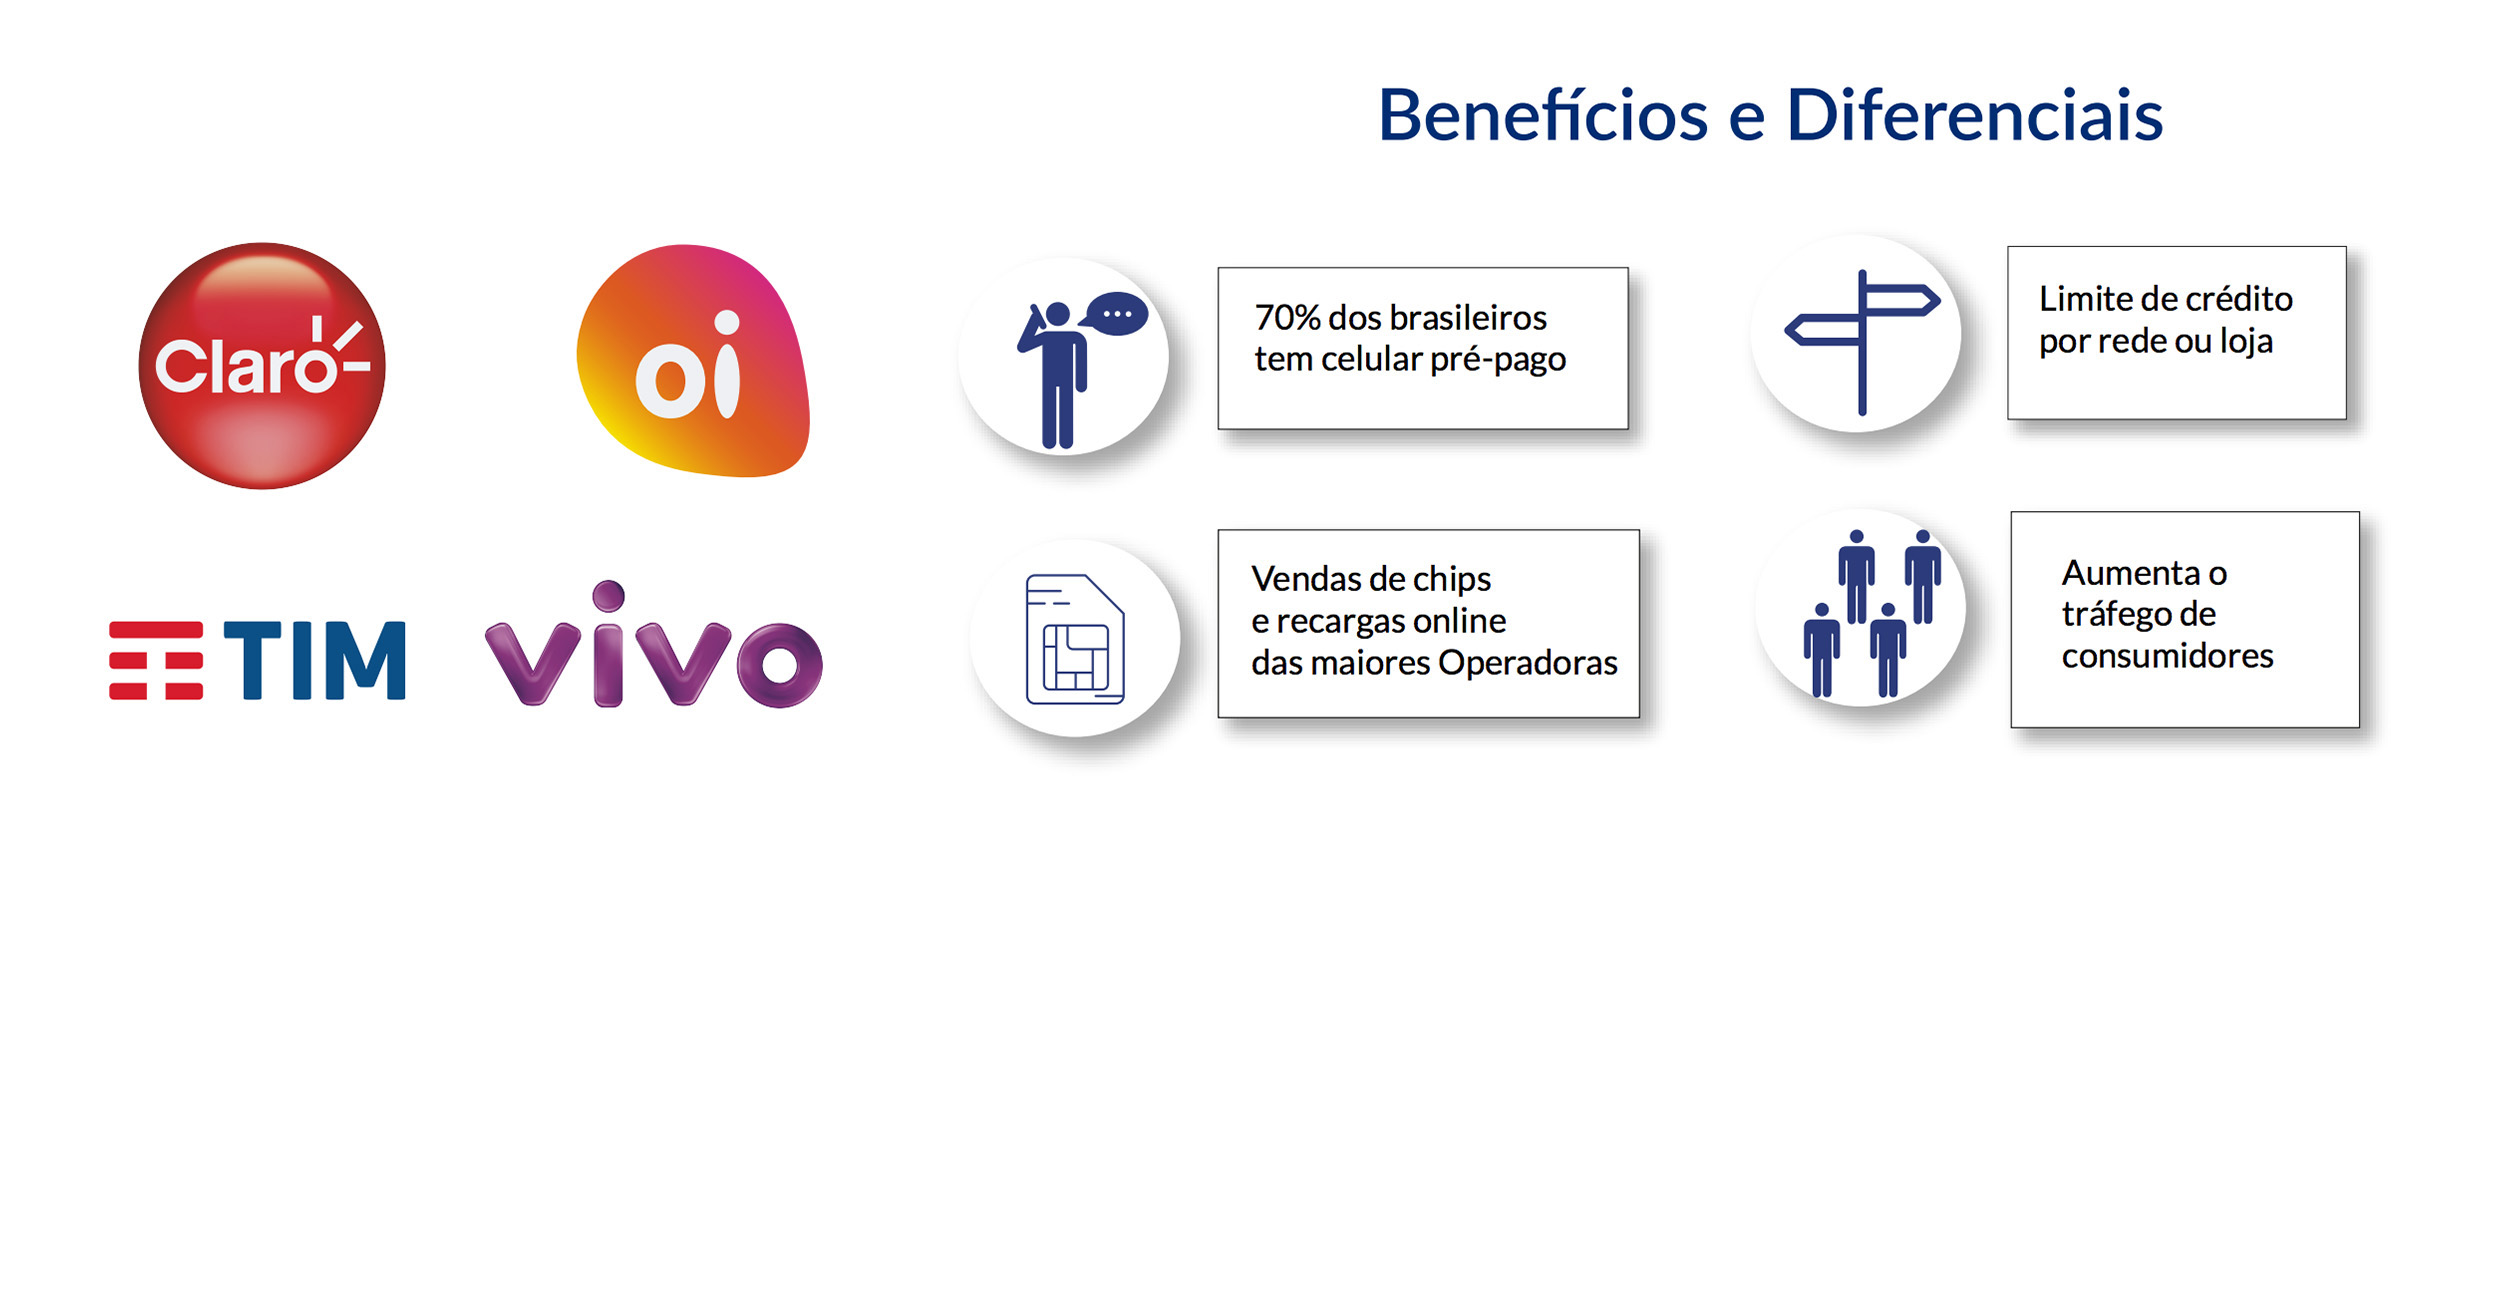 Benefícios e Diferenciais
Claro
oi
TIM
vivo
70% dos brasileiros
tem celular pré-pago
Limite de crédito
por rede ou loja
Vendas de chips
e recargas online
das maiores Operadoras
Aumenta o
tráfego de
consumidores